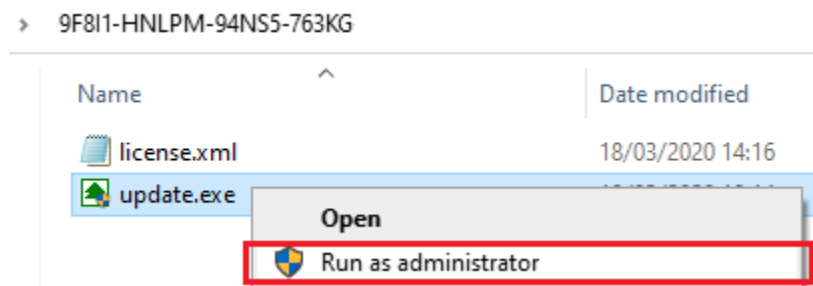 9F8I1-HNLPM-94NS5-763KG
Name Date modified
license.xml 18/03/2020 14:16
update.exe
Open
Run as administrator